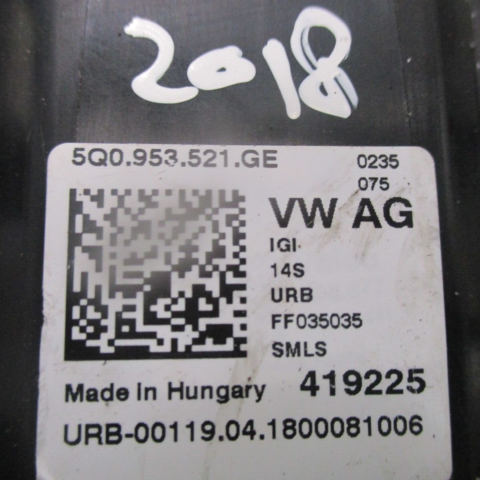 2018
5Q0.953.521.GE 0235
075
VW AG
IGI
14S
URB
FF035035
SMLS
Made in Hungary 419225
URB-00119.04.1800081006